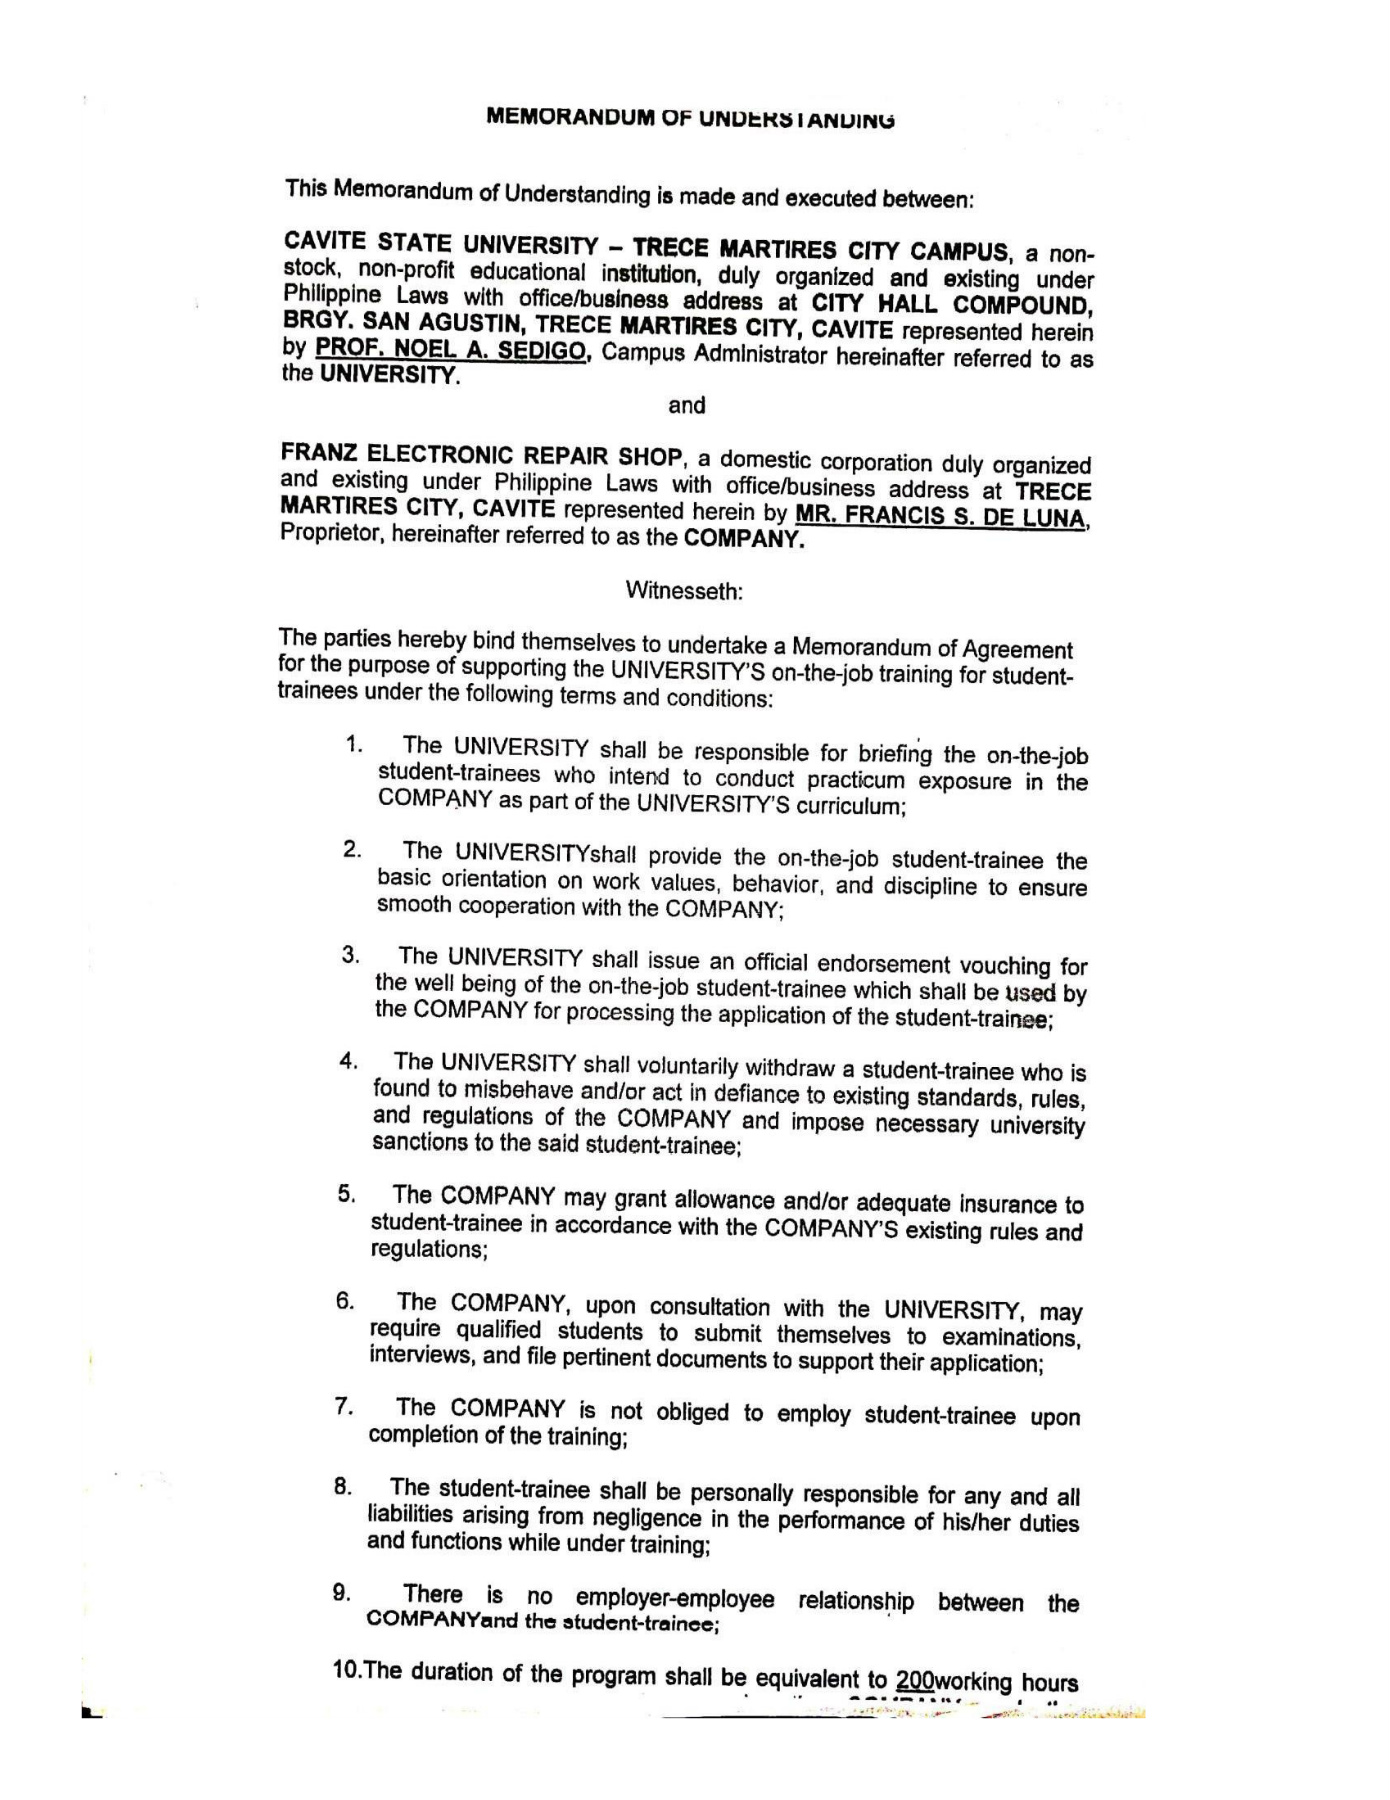 MEMORANDUM OF UNDERSTANDING
This Memorandum of Understanding is made and executed between:
CAVITE STATE UNIVERSITY – TRECE MARTIRES CITY CAMPUS, a non-
stock, non-profit educational institution, duly organized and existing under
Philippine Laws with office/business address at CITY HALL COMPOUND,
BRGY. SAN AGUSTIN, TRECE MARTIRES CITY, CAVITE represented herein
by PROF. NOEL A. SEDIGO, Campus Administrator hereinafter referred to as
the UNIVERSITY.
and
FRANZ ELECTRONIC REPAIR SHOP, a domestic corporation duly organized
and existing under Philippine Laws with office/business address at TRECE
MARTIRES CITY, CAVITE represented herein by MR. FRANCIS S. DE LUNA,
Proprietor, hereinafter referred to as the COMPANY.
Witnesseth:
The parties hereby bind themselves to undertake a Memorandum of Agreement
for the purpose of supporting the UNIVERSITY'S on-the-job training for student-
trainees under the following terms and conditions:
1. The UNIVERSITY shall be responsible for briefing the on-the-job
student-trainees who intend to conduct practicum exposure in the
COMPANY as part of the UNIVERSITY'S curriculum;
2. The UNIVERSITYshall provide the on-the-job student-trainee the
basic orientation on work values, behavior, and discipline to ensure
smooth cooperation with the COMPANY;
3. The UNIVERSITY shall issue an official endorsement vouching for
the well being of the on-the-job student-trainee which shall be used by
the COMPANY for processing the application of the student-trainee;
4. The UNIVERSITY shall voluntarily withdraw a student-trainee who is
found to misbehave and/or act in defiance to existing standards, rules,
and regulations of the COMPANY and impose necessary university
sanctions to the said student-trainee;
5. The COMPANY may grant allowance and/or adequate insurance to
student-trainee in accordance with the COMPANY'S existing rules and
regulations;
6. The COMPANY, upon consultation with the UNIVERSITY, may
require qualified students to submit themselves to examinations,
interviews, and file pertinent documents to support their application;
7. The COMPANY is not obliged to employ student-trainee upon
completion of the training;
8. The student-trainee shall be personally responsible for any and all
liabilities arising from negligence in the performance of his/her duties
and functions while under training;
9. There is no employer-employee relationship between the
COMPANYand the student-trainee;
10.The duration of the program shall be equivalent to 200working hours